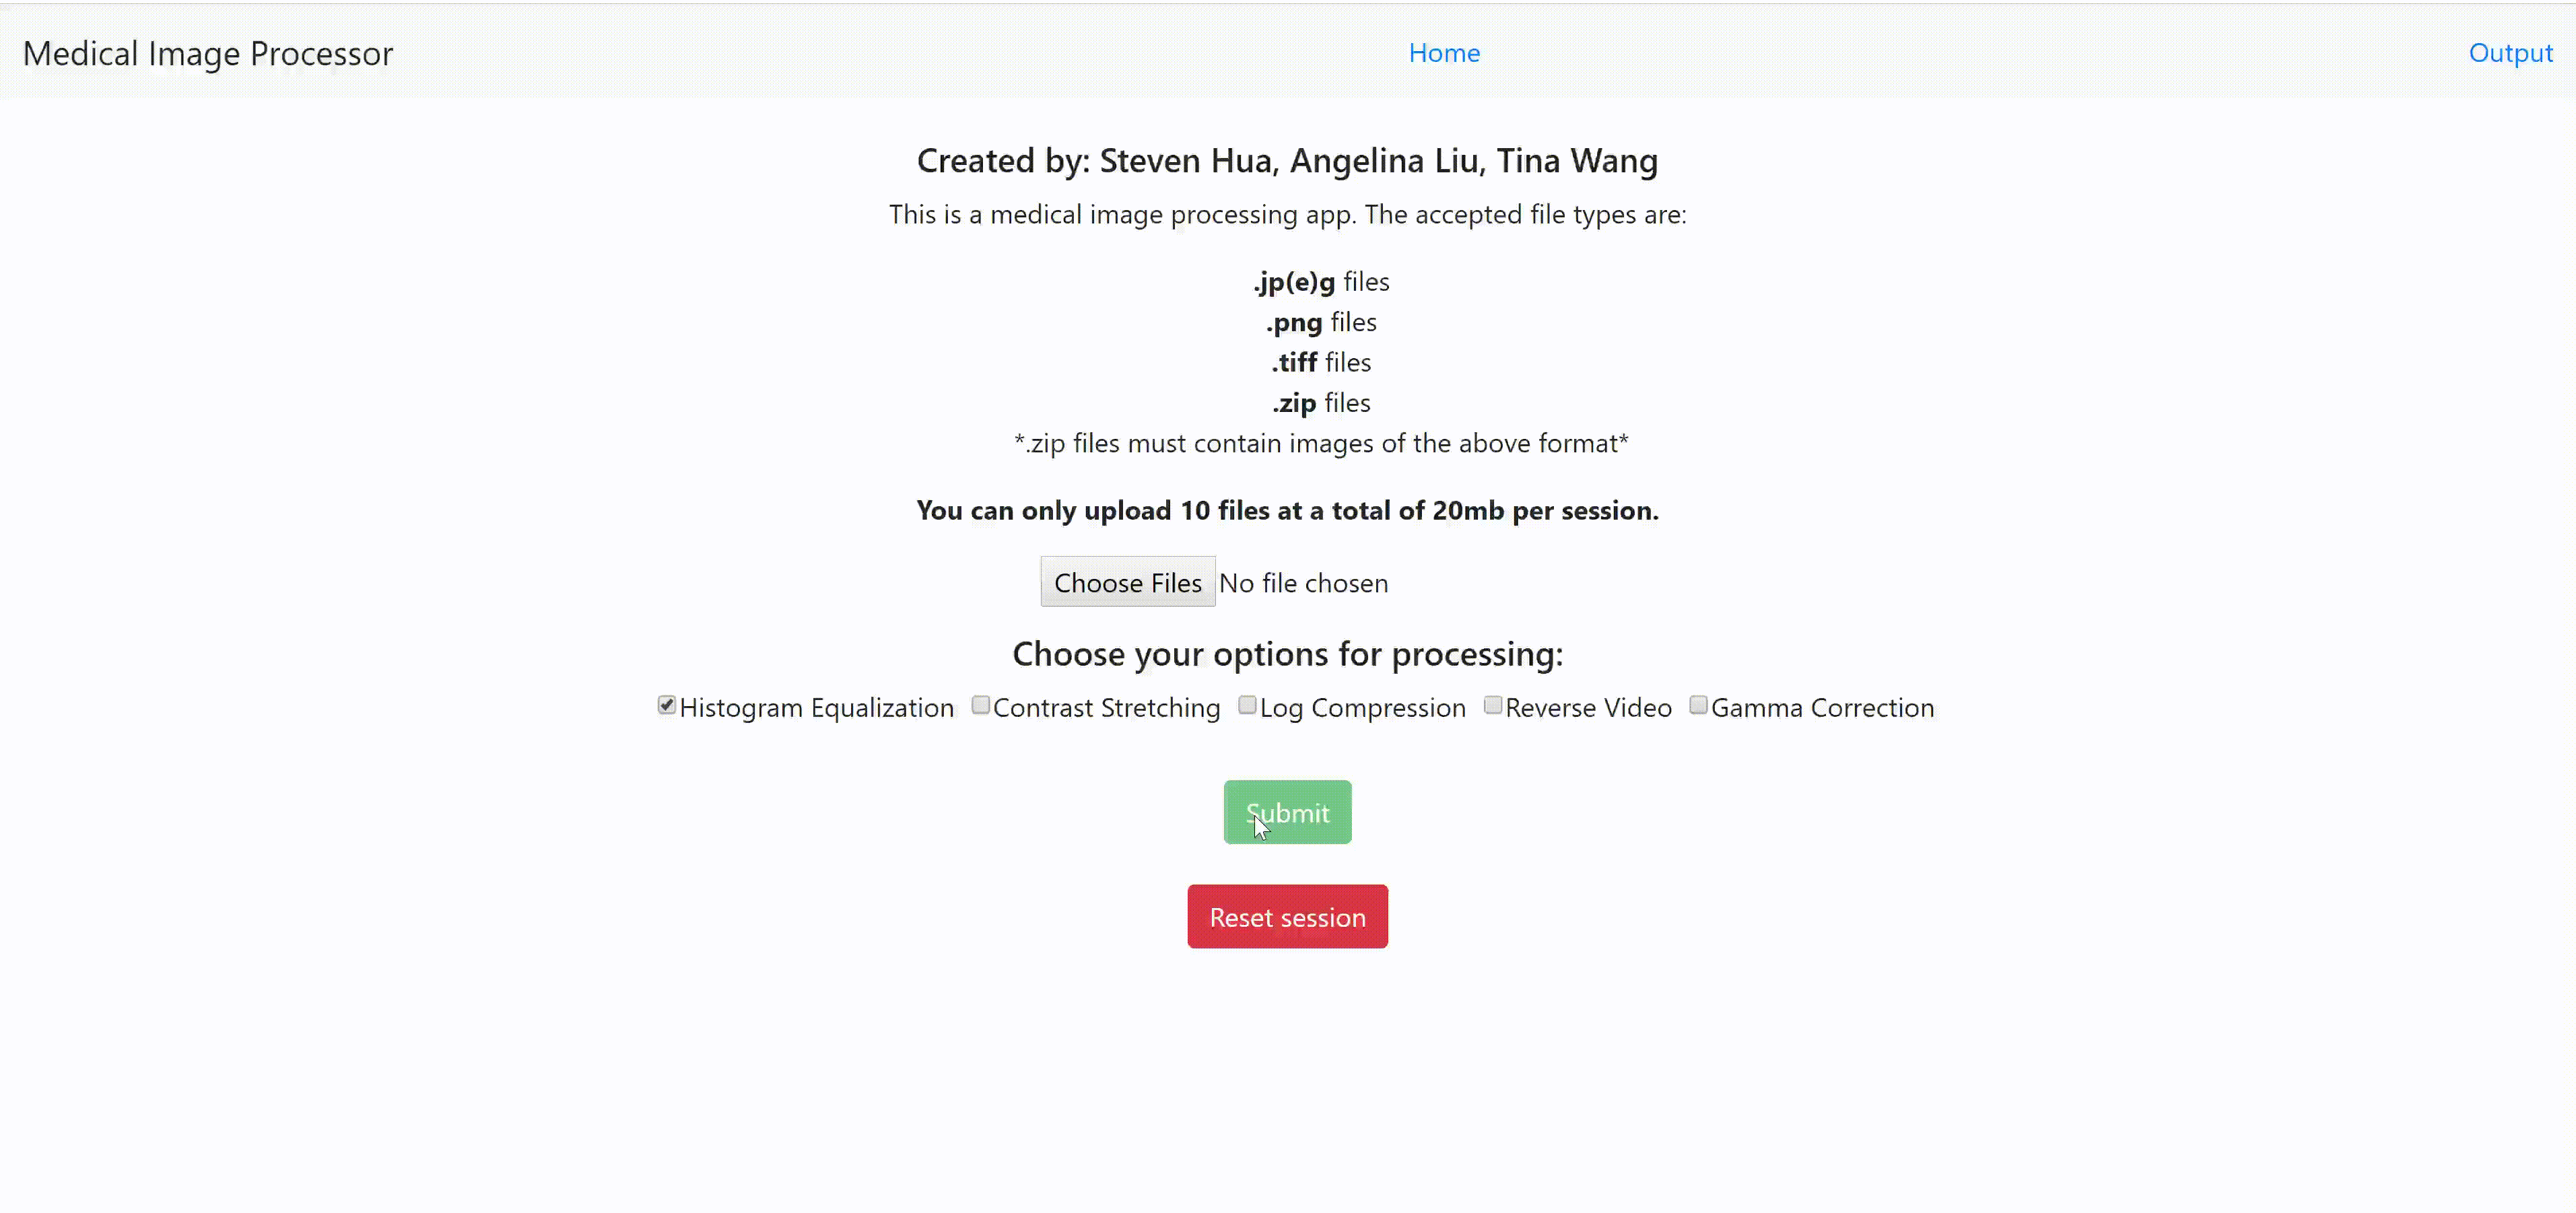 Medical Image Processor Home Output
Created by: Steven Hua, Angelina Liu, Tina Wang
This is a medical image processing app. The accepted file types are:
.jp(e)g files
.png files
.tiff files
.zip files
*.zip files must contain images of the above format*
You can only upload 10 files at a total of 20mb per session.
Choose Files No file chosen
Choose your options for processing:
Histogram Equalization Contrast Stretching Log Compression Reverse Video Gamma Correction
Submit
Reset session